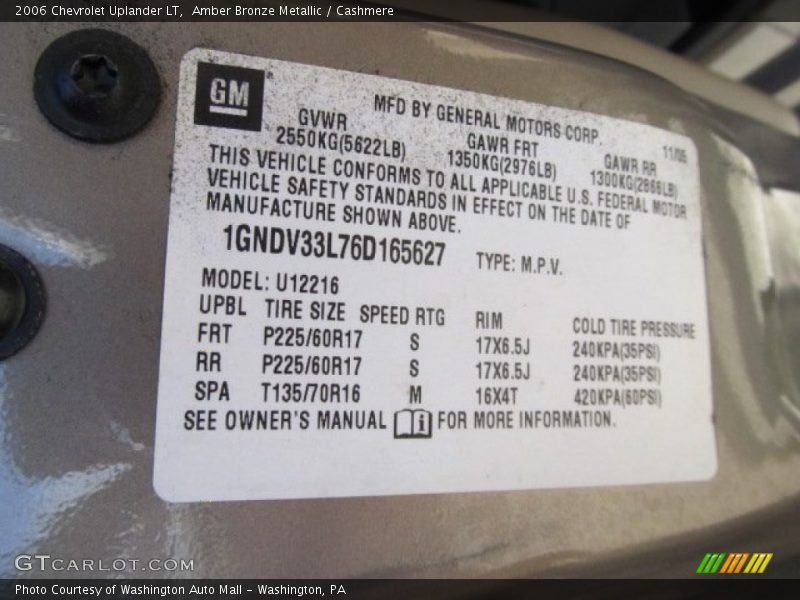 2006 Chevrolet Uplander LT,  Amber Bronze Metallic / Cashmere
GM
MFD BY GENERAL MOTORS CORP. 11/05
GVWR GAWR FRT GAWR RR
2550KG(5622LB) 1350KG(2976LB) 1300KG(2866LB)
THIS VEHICLE CONFORMS TO ALL APPLICABLE U.S. FEDERAL MOTOR
VEHICLE SAFETY STANDARDS IN EFFECT ON THE DATE OF
MANUFACTURE SHOWN ABOVE.
1GNDV33L76D165627 TYPE: M.P.V.
MODEL: U12216
UPBL TIRE SIZE SPEED RTG RIM COLD TIRE PRESSURE
FRT P225/60R17 S 17X6.5J 240KPA(35PSI)
RR P225/60R17 S 17X6.5J 240KPA(35PSI)
SPA T135/70R16 M 16X4T 420KPA(60PSI)
SEE OWNER'S MANUAL i FOR MORE INFORMATION.
GTCARLOT.COM
Photo Courtesy of Washington Auto Mall – Washington, PA